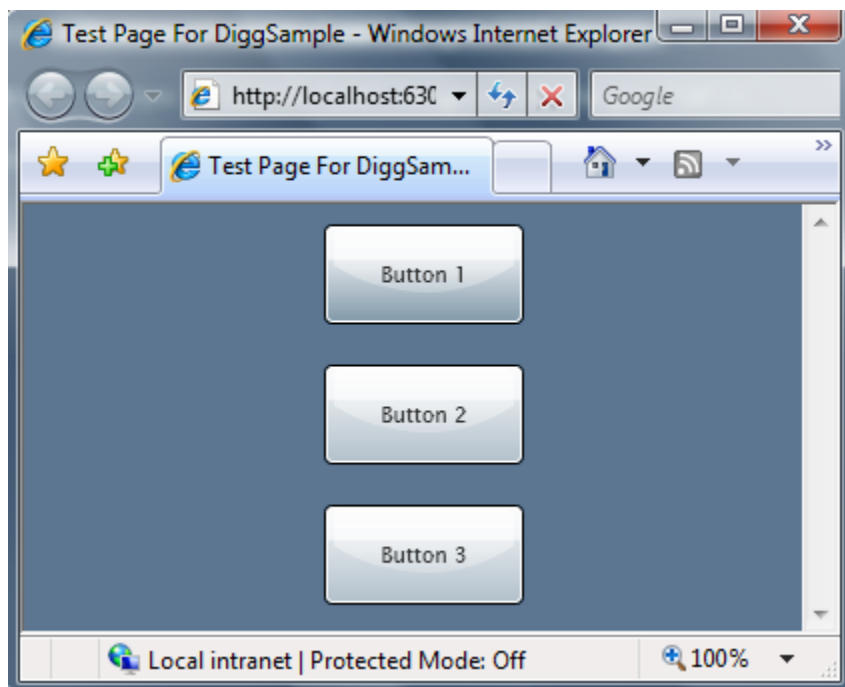 Test Page For DiggSample - Windows Internet Explorer
http://localhost:630
Google
Test Page For DiggSam...
Button 1
Button 2
Button 3
Local intranet | Protected Mode: Off
100%